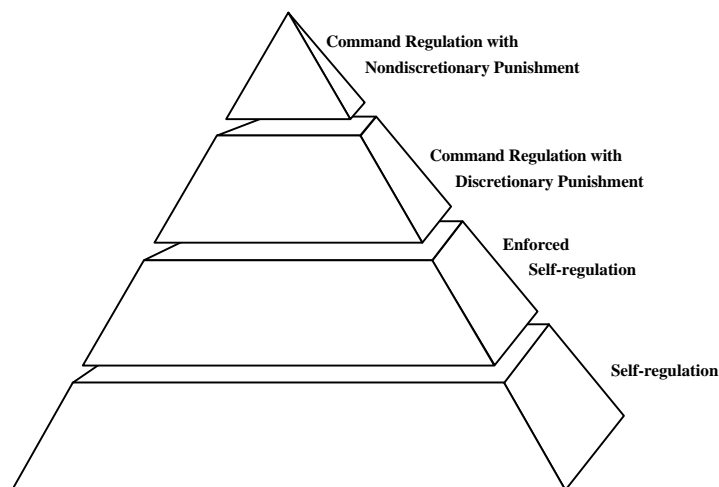 Command Regulation with
Nondiscretionary Punishment
Command Regulation with
Discretionary Punishment
Enforced
Self-regulation
Self-regulation